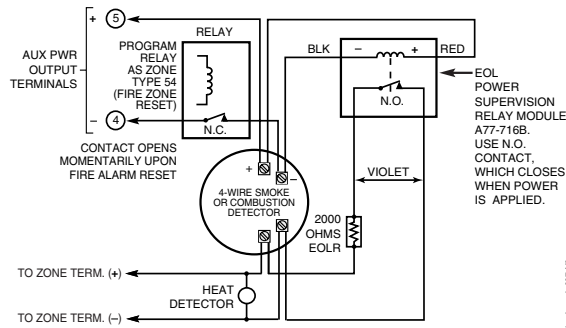 + 5
RELAY
AUX PWR
OUTPUT
TERMINALS
PROGRAM
RELAY
AS ZONE
TYPE 54
(FIRE ZONE
RESET)
– 4
N.C.
CONTACT OPENS
MOMENTARILY UPON
FIRE ALARM RESET
BLK
– +
RED
N.O.
EOL
POWER
SUPERVISION
RELAY MODULE
A77-716B.
USE N.O.
CONTACT,
WHICH CLOSES
WHEN POWER
IS APPLIED.
+ –
4-WIRE SMOKE
OR COMBUSTION
DETECTOR
VIOLET
2000
OHMS
EOLR
TO ZONE TERM. (+)
HEAT
DETECTOR
TO ZONE TERM. (–)